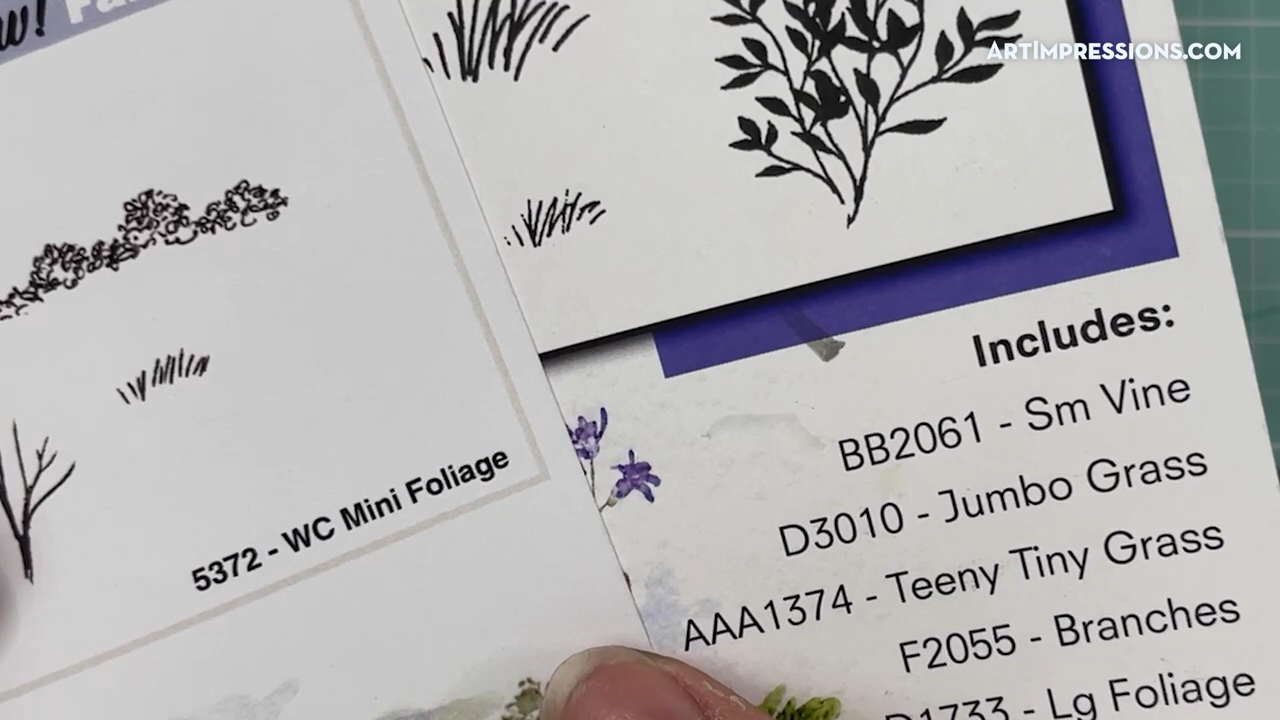 w!
ARTIMPRESSIONS.COM
5372 - WC Mini Foliage
Includes:
BB2061 - Sm Vine
D3010 - Jumbo Grass
AAA1374 - Teeny Tiny Grass
F2055 - Branches
D1733 - Lg Foliage